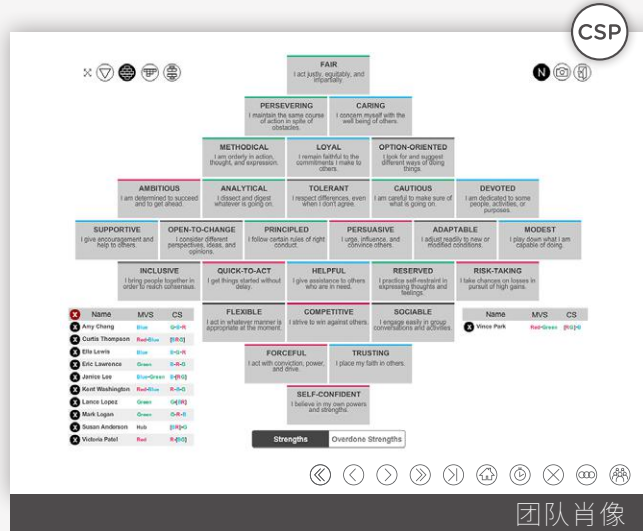 CSP
FAIR
I act justly, equitably, and
impartially.
N
PERSEVERING
I maintain the same course
of action in spite of
obstacles.
CARING
I concern myself with the
well being of others.
METHODICAL
I am orderly in action,
thought, and expression.
LOYAL
I remain faithful to the
commitments I make to
others.
OPTION-ORIENTED
I look for and suggest
different ways of doing
things.
AMBITIOUS
I am determined to succeed
and to get ahead.
ANALYTICAL
I dissect and digest
whatever is going on.
TOLERANT
I respect differences, even
when I don't agree.
CAUTIOUS
I am careful to make sure of
what is going on.
DEVOTED
I am dedicated to some
people, activities, or
purposes.
SUPPORTIVE
I give encouragement and
help to others.
OPEN-TO-CHANGE
I consider different
perspectives, ideas, and
opinions.
PRINCIPLED
I follow certain rules of right
conduct.
PERSUASIVE
I urge, influence, and
convince others.
ADAPTABLE
I adjust readily to new or
modified conditions.
MODEST
I play down what I am
capable of doing.
INCLUSIVE
I bring people together in
order to reach consensus.
QUICK-TO-ACT
I get things started without
delay.
HELPFUL
I give assistance to others
who are in need.
RESERVED
I practice self-restraint in
expressing thoughts and
feelings.
RISK-TAKING
I take chances on losses in
pursuit of high gains.
FLEXIBLE
I act in whatever manner is
appropriate at the moment.
COMPETITIVE
I strive to win against others.
SOCIABLE
I engage easily in group
conversations and activities.
FORCEFUL
I act with conviction, power,
and drive.
TRUSTING
I place my faith in others.
SELF-CONFIDENT
I believe in my own powers
and strengths.
X Name MVS CS
X Amy Chang Blue G-B-R
X Curtis Thompson Red-Blue [BRG]
X Ella Lewis Blue B-G-R
X Eric Lawrence Green B-R-G
X Janice Lee Blue-Green B-[RG]
X Kent Washington Red-Blue R-B-G
X Lance Lopez Green G-[BR]
X Mark Logan Green G-R-B
X Susan Anderson Hub [BR]-G
X Victoria Patel Red R-[BG]
X Name MVS CS
X Vince Park Red-Green [RG]-B
Strengths Overdone Strengths
团队肖像